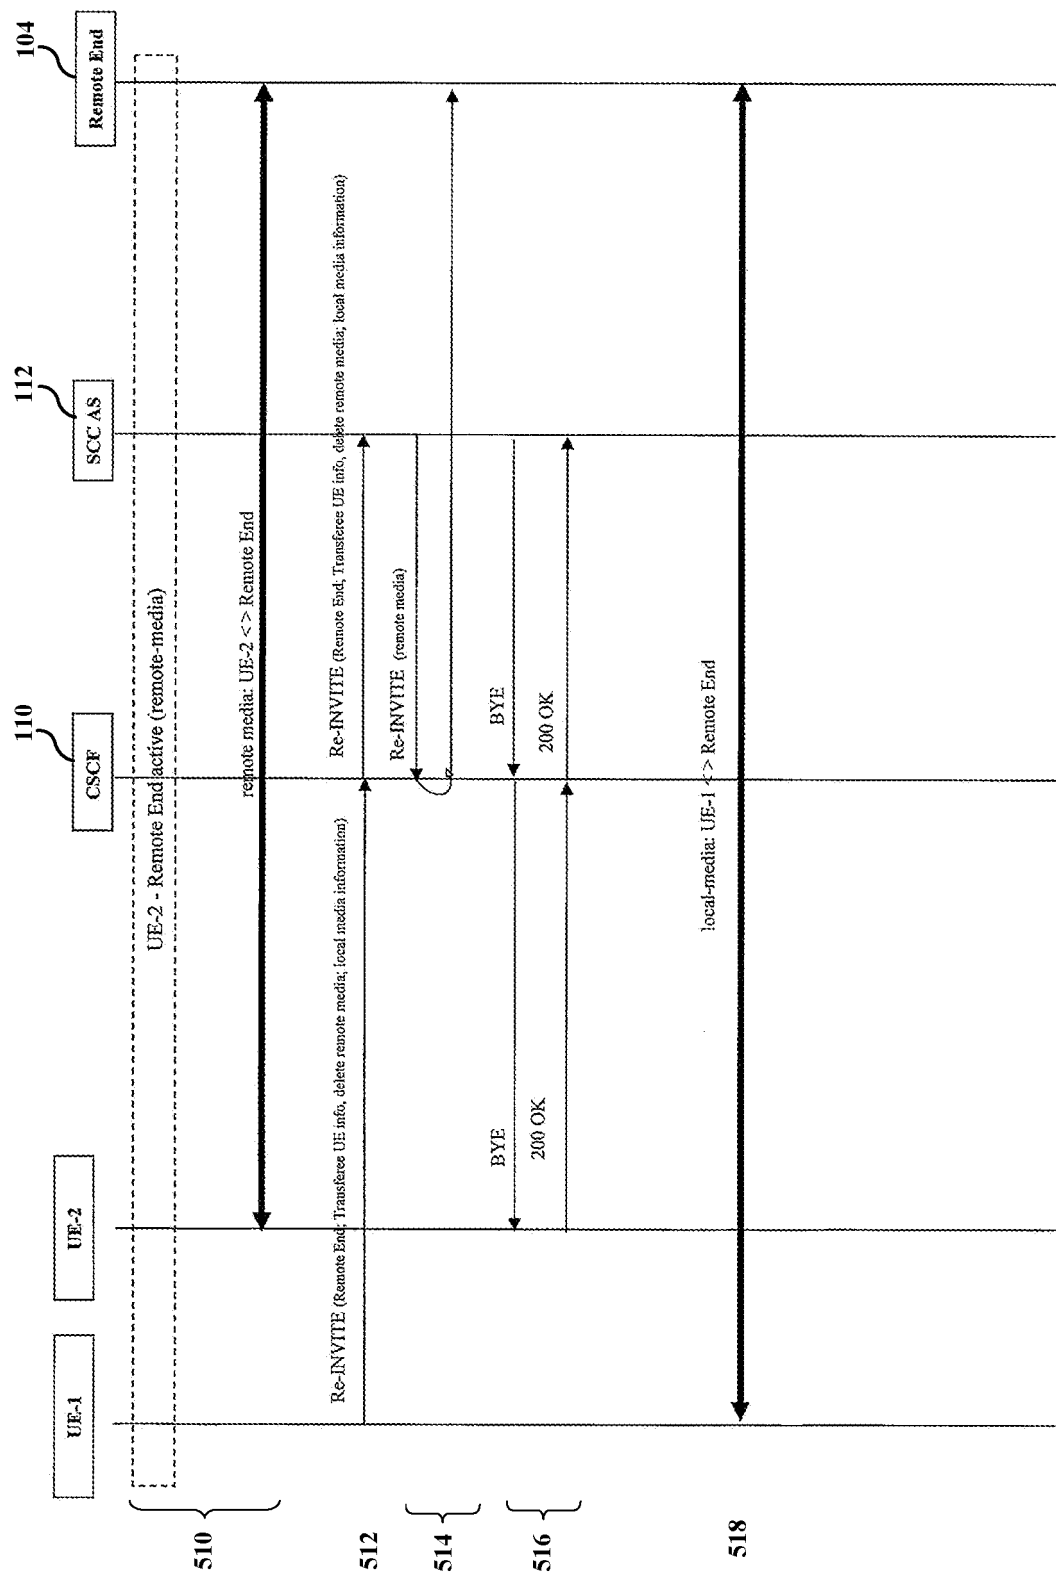 UE-1
UE-2
CSCF
110
SCC AS
112
Remote End
104
510
UE-2 - Remote End active (remote-media)
remote media: UE-2 < > Remote End
512
Re-INVITE (Remote End; Transferee UE info, delete remote media; local media information)
Re-INVITE (Remote End; Transferee UE info, delete remote media; local media information)
514
Re-INVITE (remote media)
516
BYE
BYE
200 OK
200 OK
518
local-media: UE-1 < > Remote End